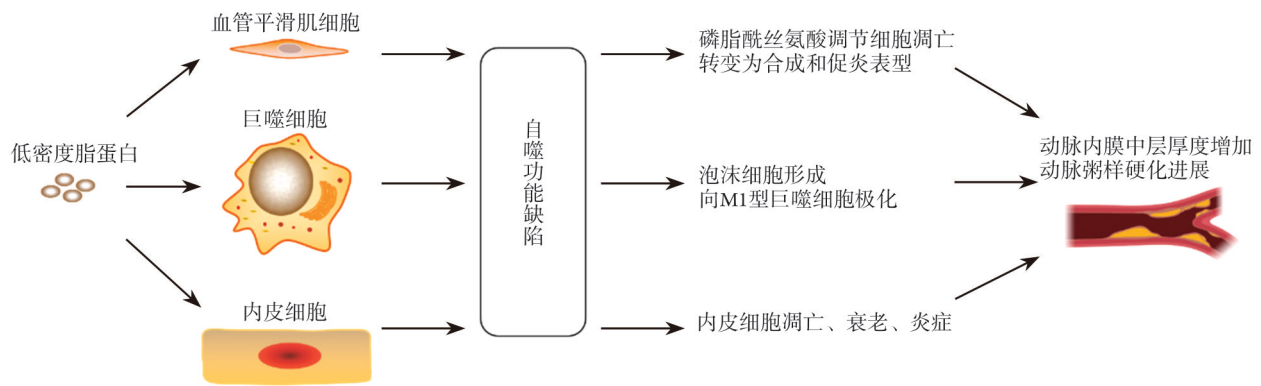 血管平滑肌细胞
磷脂酰丝氨酸调节细胞凋亡
转变为合成和促炎表型
巨噬细胞
低密度脂蛋白
自噬功能缺陷
动脉内膜中层厚度增加
动脉粥样硬化进展
泡沫细胞形成
向M1型巨噬细胞极化
内皮细胞
内皮细胞凋亡、衰老、炎症